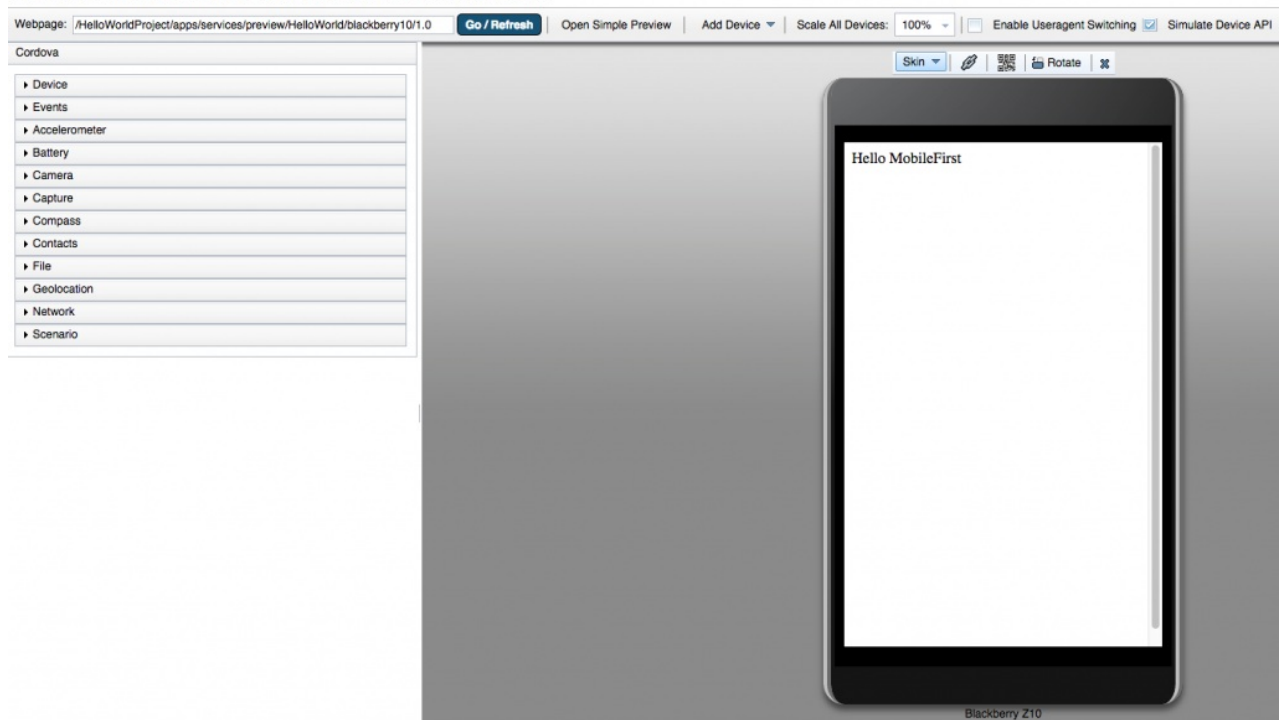 Webpage: /HelloWorldProject/apps/services/preview/HelloWorld/blackberry10/1.0 Go / Refresh Open Simple Preview Add Device Scale All Devices: 100% Enable Useragent Switching Simulate Device API
Cordova
Device
Events
Accelerometer
Battery
Camera
Capture
Compass
Contacts
File
Geolocation
Network
Scenario
Skin Rotate
Hello MobileFirst
Blackberry Z10